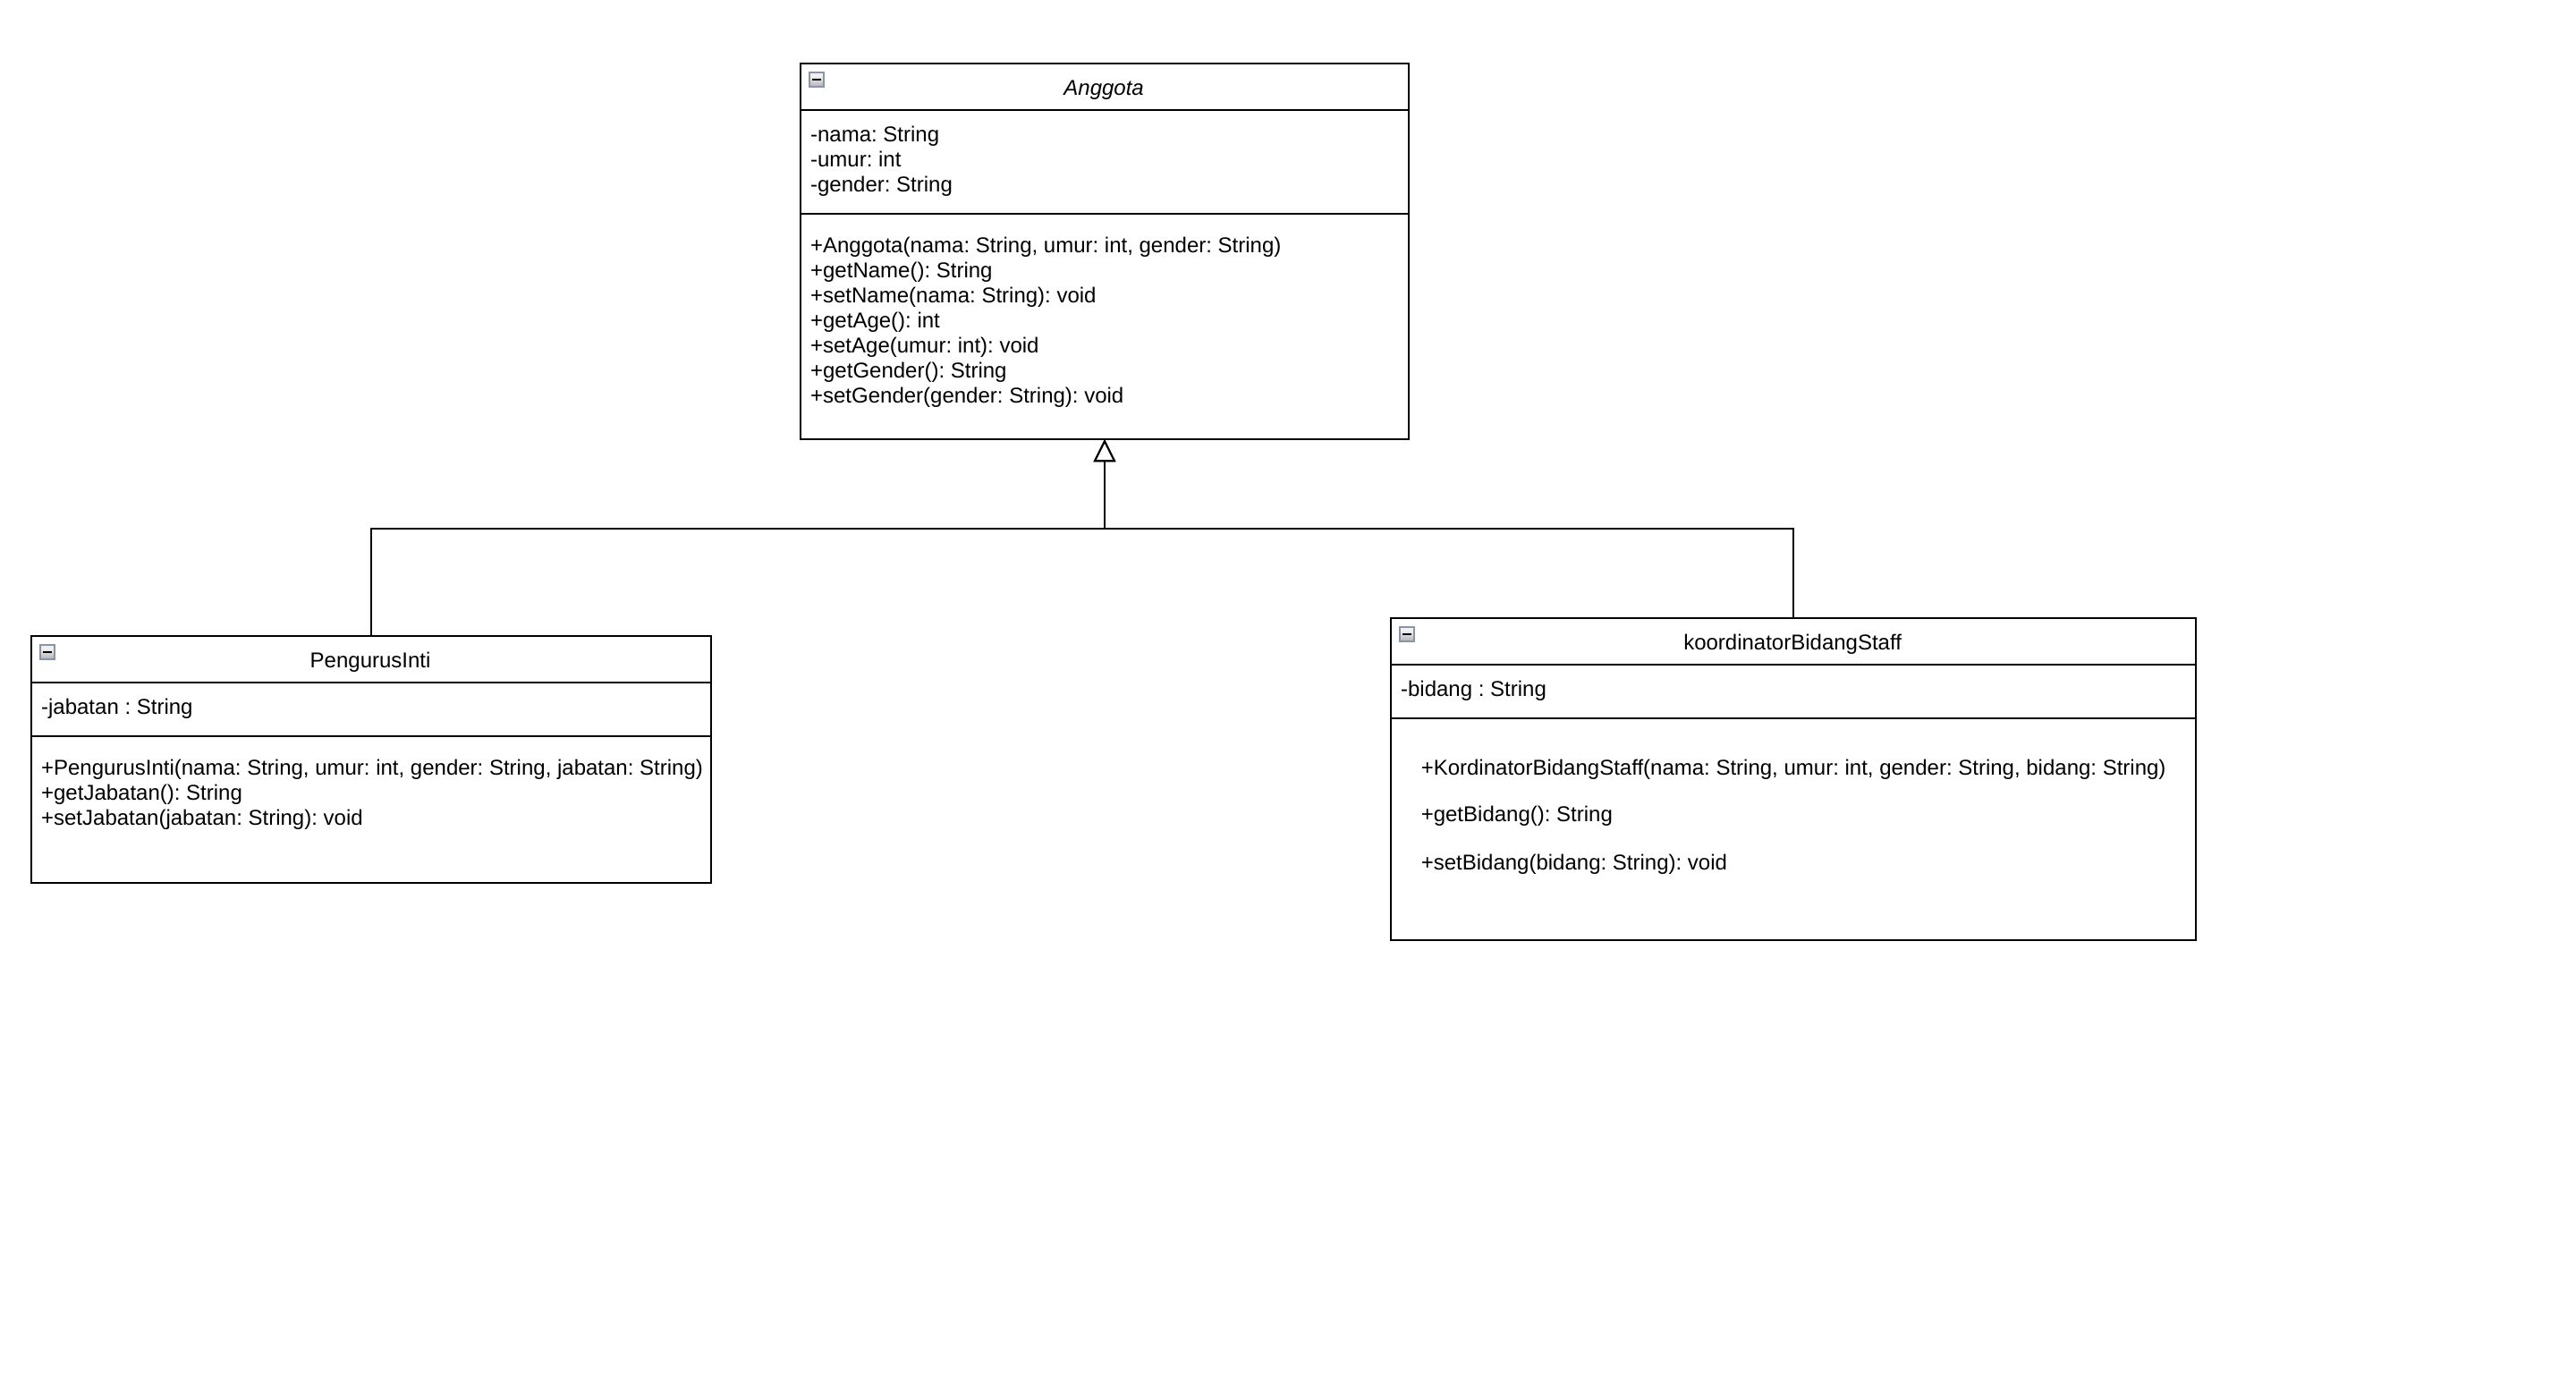 Anggota
-nama: String
-umur: int
-gender: String
+Anggota(nama: String, umur: int, gender: String)
+getName(): String
+setName(nama: String): void
+getAge(): int
+setAge(umur: int): void
+getGender(): String
+setGender(gender: String): void
PengurusInti
-jabatan : String
+PengurusInti(nama: String, umur: int, gender: String, jabatan: String)
+getJabatan(): String
+setJabatan(jabatan: String): void
koordinatorBidangStaff
-bidang : String
+KordinatorBidangStaff(nama: String, umur: int, gender: String, bidang: String)
+getBidang(): String
+setBidang(bidang: String): void